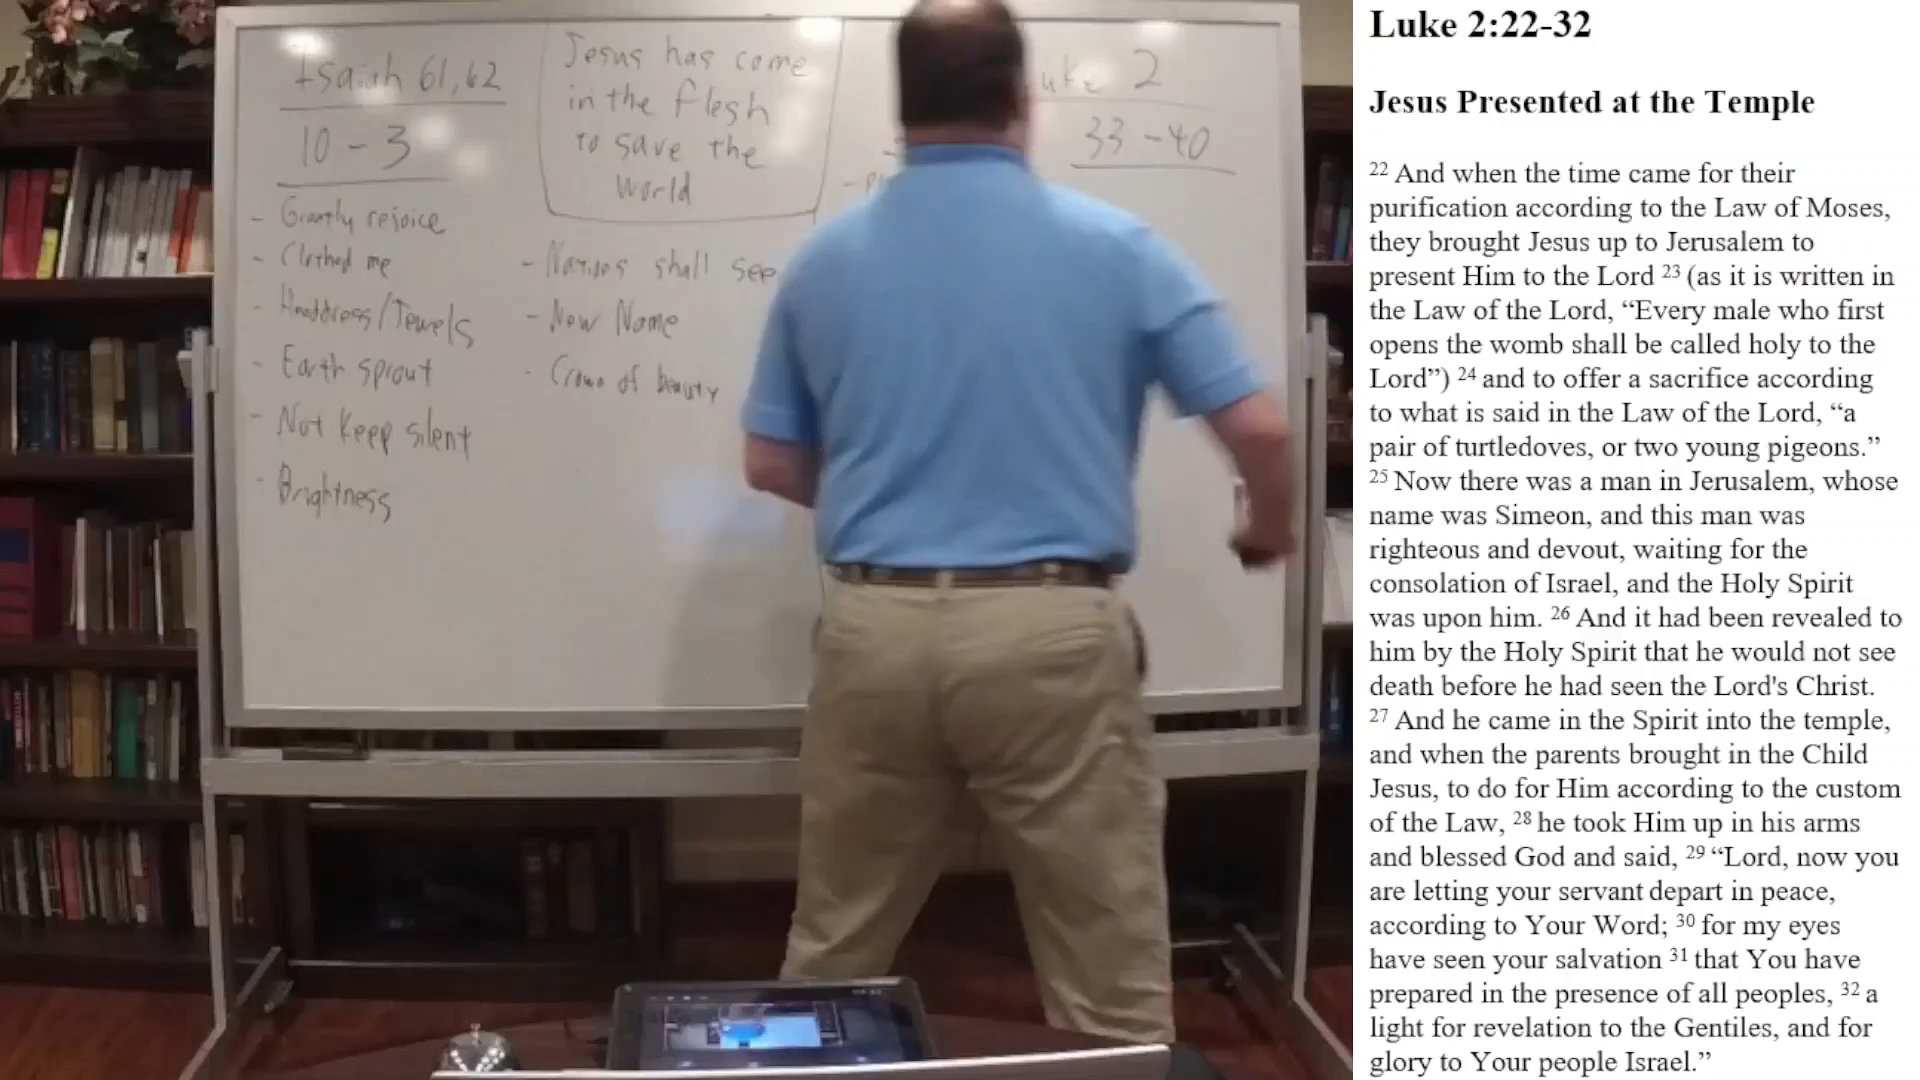 Isaiah 61,62
10 - 3
- Greatly rejoice
- Clothed me
- Headdress/Jewels
- Earth sprout
- Not keep silent
- Brightness
Jesus has come
in the flesh
to save the
world
- Nations shall see
- New Name
- Crown of beauty
uke 2
33 - 40
Luke 2:22-32
Jesus Presented at the Temple
22 And when the time came for their
purification according to the Law of Moses,
they brought Jesus up to Jerusalem to
present Him to the Lord 23 (as it is written in
the Law of the Lord, “Every male who first
opens the womb shall be called holy to the
Lord”) 24 and to offer a sacrifice according
to what is said in the Law of the Lord, “a
pair of turtledoves, or two young pigeons.”
25 Now there was a man in Jerusalem, whose
name was Simeon, and this man was
righteous and devout, waiting for the
consolation of Israel, and the Holy Spirit
was upon him. 26 And it had been revealed to
him by the Holy Spirit that he would not see
death before he had seen the Lord's Christ.
27 And he came in the Spirit into the temple,
and when the parents brought in the Child
Jesus, to do for Him according to the custom
of the Law, 28 he took Him up in his arms
and blessed God and said, 29 “Lord, now you
are letting your servant depart in peace,
according to Your Word; 30 for my eyes
have seen your salvation 31 that You have
prepared in the presence of all peoples, 32 a
light for revelation to the Gentiles, and for
glory to Your people Israel.”